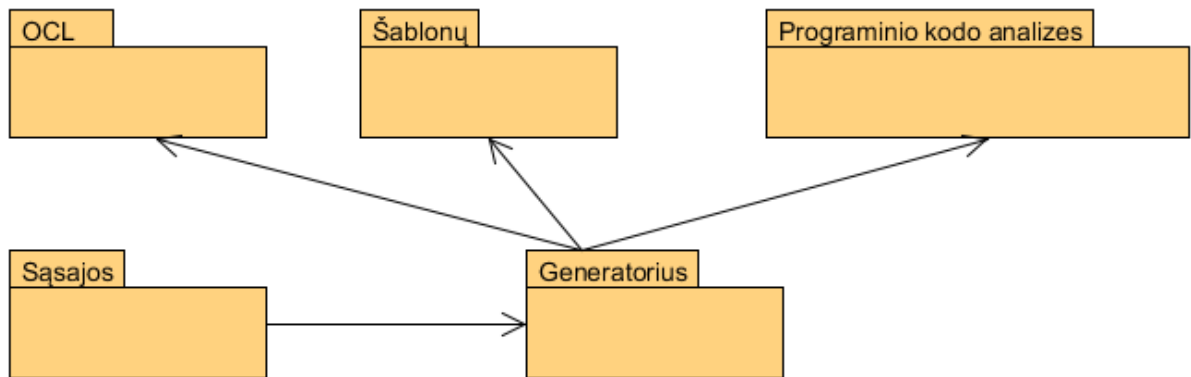 OCL
Šablonų
Programinio kodo analizes
Sąsajos
Generatorius